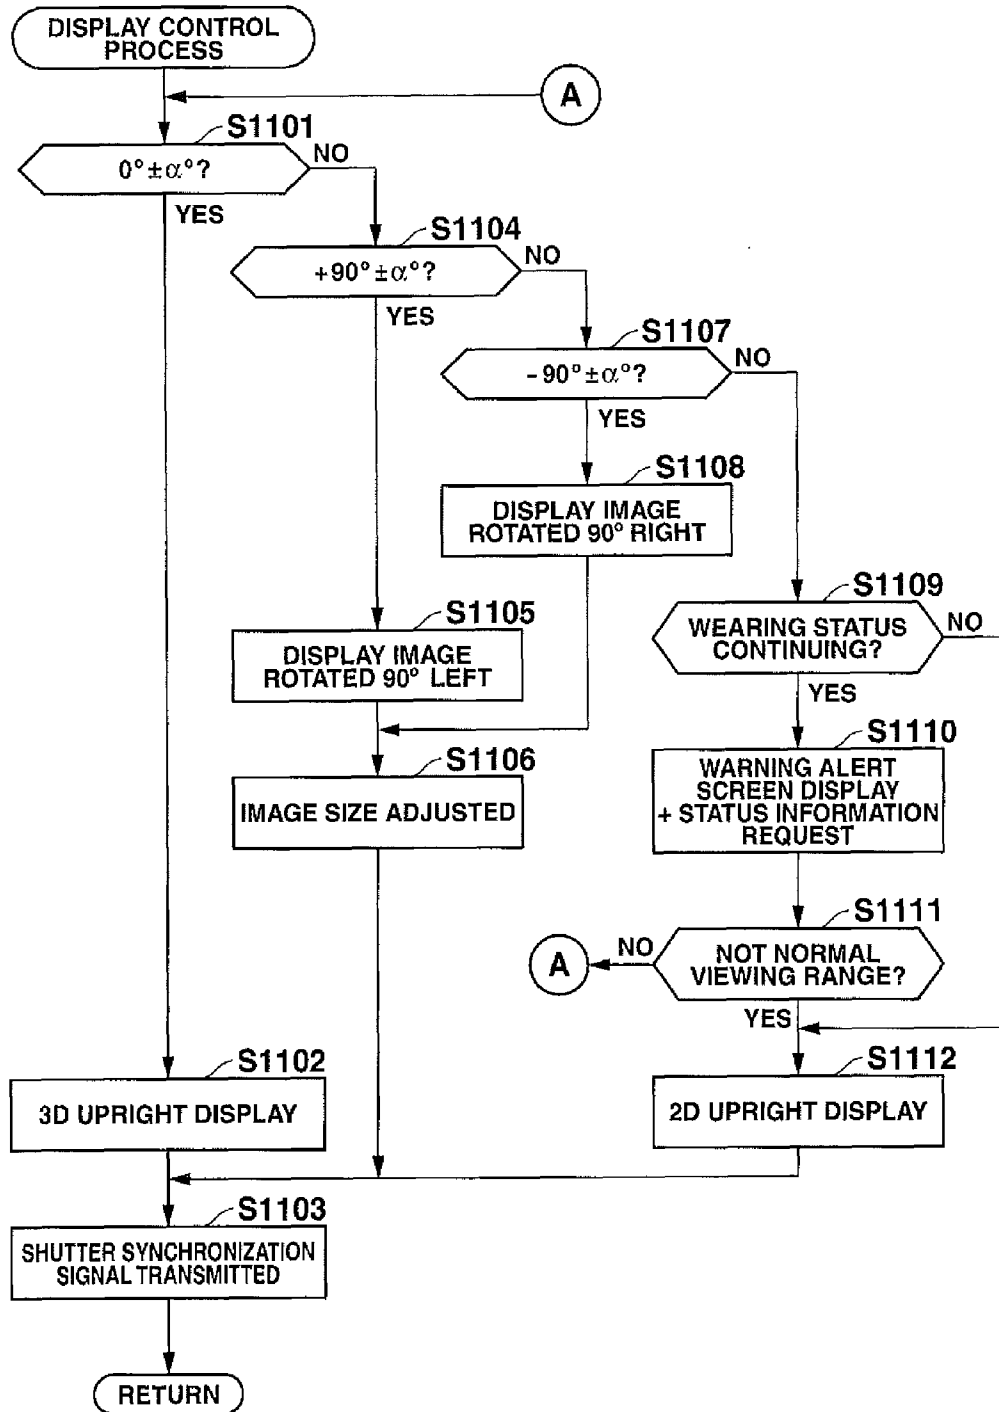 DISPLAY CONTROL
PROCESS
A
S1101
0°±α°?
NO
YES
S1104
+90°±α°?
NO
YES
S1107
-90°±α°?
NO
YES
S1108
DISPLAY IMAGE
ROTATED 90° RIGHT
S1109
WEARING STATUS
CONTINUING?
NO
YES
S1105
DISPLAY IMAGE
ROTATED 90° LEFT
S1110
WARNING ALERT
SCREEN DISPLAY
+ STATUS INFORMATION
REQUEST
S1106
IMAGE SIZE ADJUSTED
S1111
NOT NORMAL
VIEWING RANGE?
NO
A
YES
S1102
3D UPRIGHT DISPLAY
S1112
2D UPRIGHT DISPLAY
S1103
SHUTTER SYNCHRONIZATION
SIGNAL TRANSMITTED
RETURN